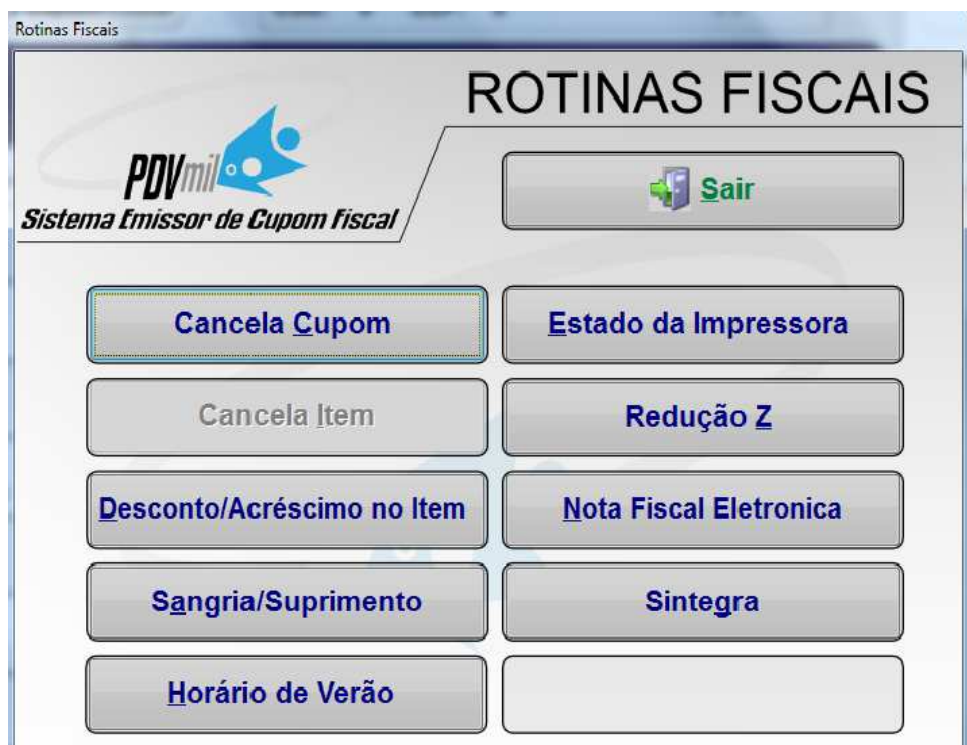 Rotinas Fiscais
ROTINAS FISCAIS
PDVmil
Sistema Emissor de Cupom Fiscal
Sair
Cancela Cupom
Estado da Impressora
Cancela Item
Redução Z
Desconto/Acréscimo no Item
Nota Fiscal Eletronica
Sangria/Suprimento
Sintegra
Horário de Verão